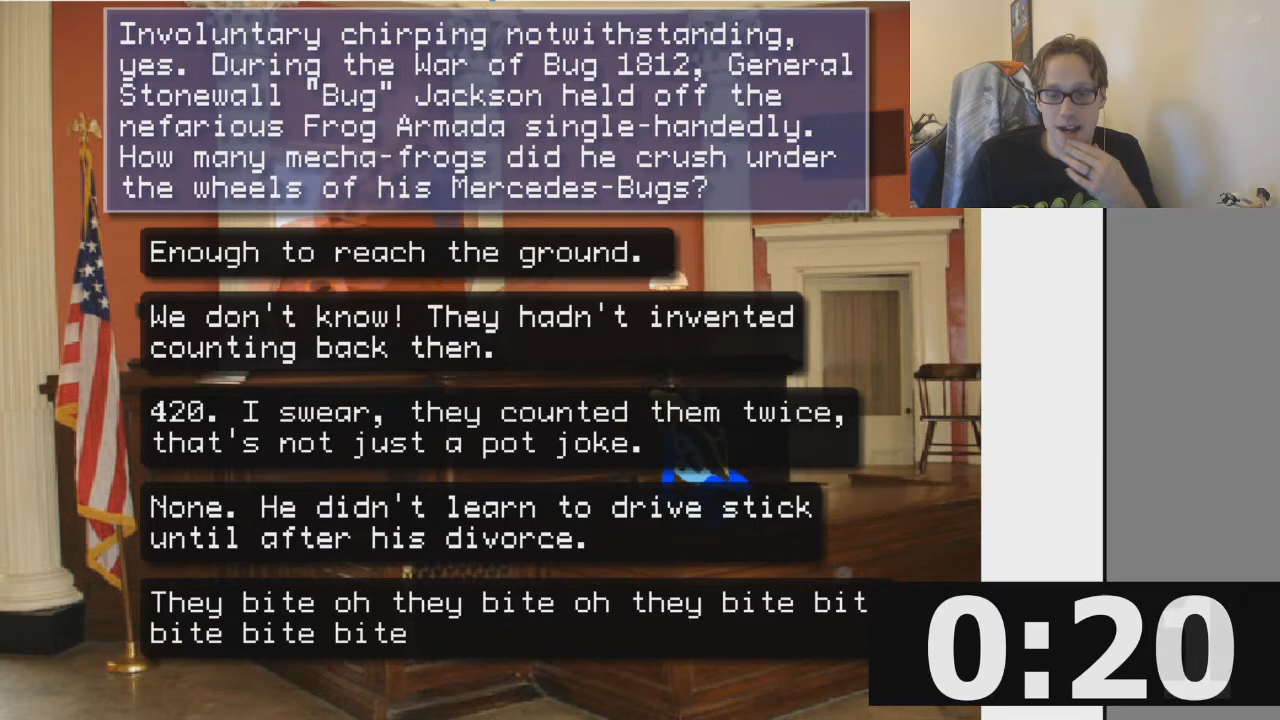 Involuntary chirping notwithstanding,
yes. During the War of Bug 1812, General
Stonewall "Bug" Jackson held off the
nefarious Frog Armada single-handedly.
How many mecha-frogs did he crush under
the wheels of his Mercedes-Bugs?
Enough to reach the ground.
We don't know! They hadn't invented
counting back then.
420. I swear, they counted them twice,
that's not just a pot joke.
None. He didn't learn to drive stick
until after his divorce.
They bite oh they bite oh they bite bit
bite bite bite
0:20